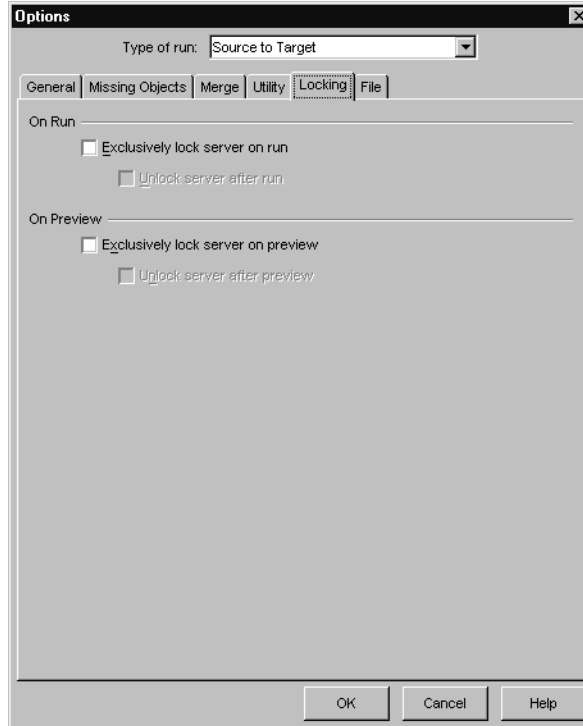 Options
Type of run: Source to Target
General Missing Objects Merge Utility Locking File
On Run
Exclusively lock server on run
Unlock server after run
On Preview
Exclusively lock server on preview
Unlock server after preview
OK Cancel Help